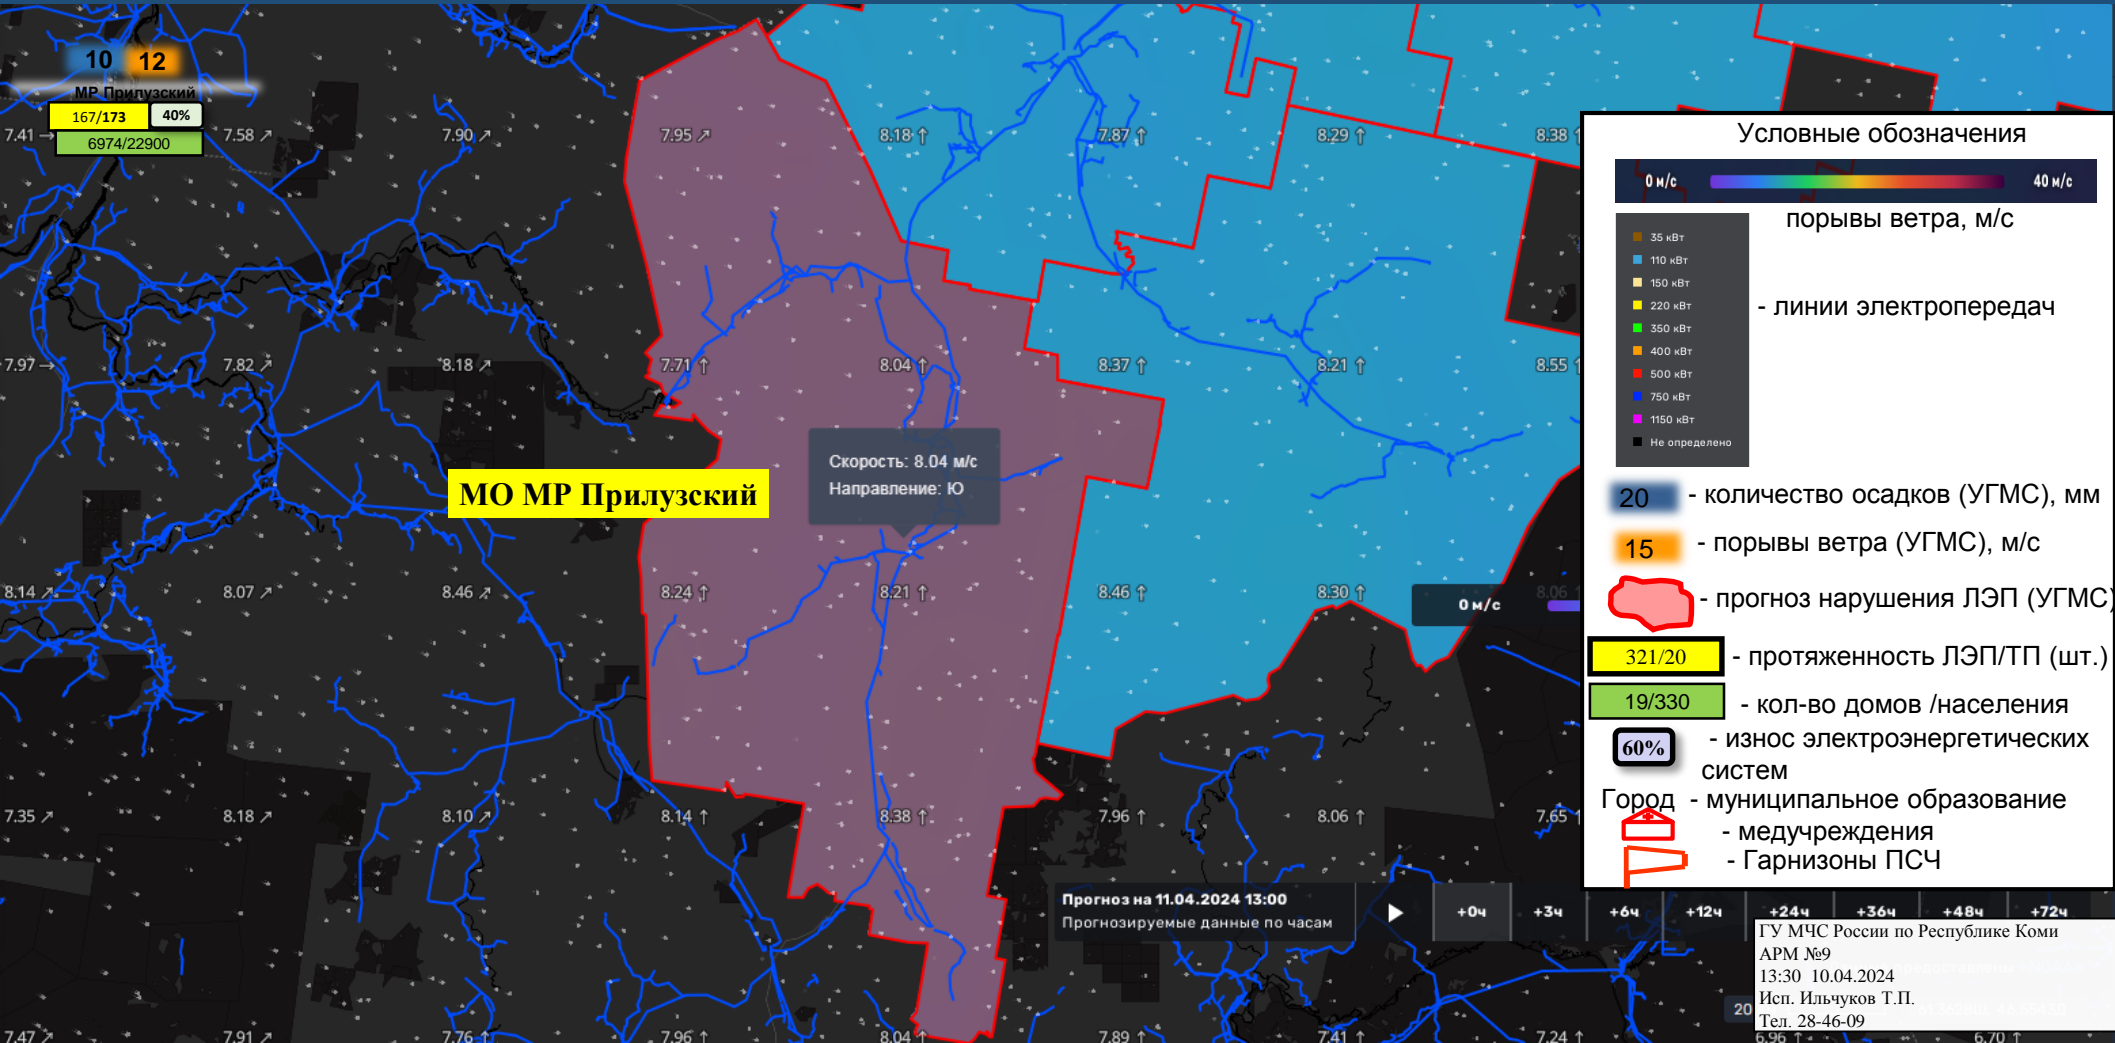 10 12
МР Прилузский
167/173 40%
6974/22900
7.41 → 7.58 ↗ 7.90 ↗ 7.95 ↗ 8.18 ↑ 7.87 ↑ 8.29 ↑ 8.38 ↑
7.97 → 7.82 ↗ 8.18 ↗ 7.71 ↑ 8.04 ↑ 8.37 ↑ 8.21 ↑ 8.55 ↑
Скорость: 8.04 м/с
Направление: Ю
МО МР Прилузский
8.14 ↗ 8.07 ↗ 8.46 ↗ 8.24 ↑ 8.21 ↑ 8.46 ↑ 8.30 ↑ 8.06 ↑
0 м/с
7.35 ↗ 8.18 ↗ 8.10 ↗ 8.14 ↑ 8.38 ↑ 7.96 ↑ 8.06 ↑ 7.65 ↑
Прогноз на 11.04.2024 13:00
Прогнозируемые данные по часам
+0ч +3ч +6ч +12ч +24ч +36ч +48ч +72ч
7.47 ↗ 7.91 ↗ 7.76 ↑ 7.96 ↑ 8.04 ↑ 7.89 ↑ 7.41 ↑ 7.24 ↑ 6.96 ↑ 6.70 ↑
20
Условные обозначения
0 м/с 40 м/с
порывы ветра, м/с
35 кВт
110 кВт
150 кВт
220 кВт
350 кВт
400 кВт
500 кВт
750 кВт
1150 кВт
Не определено
- линии электропередач
20 - количество осадков (УГМС), мм
15 - порывы ветра (УГМС), м/с
- прогноз нарушения ЛЭП (УГМС)
321/20 - протяженность ЛЭП/ТП (шт.)
19/330 - кол-во домов /населения
60% - износ электроэнергетических
систем
Город - муниципальное образование
- медучреждения
- Гарнизоны ПСЧ
ГУ МЧС России по Республике Коми
АРМ №9
13:30 10.04.2024
Исп. Ильчуков Т.П.
Тел. 28-46-09